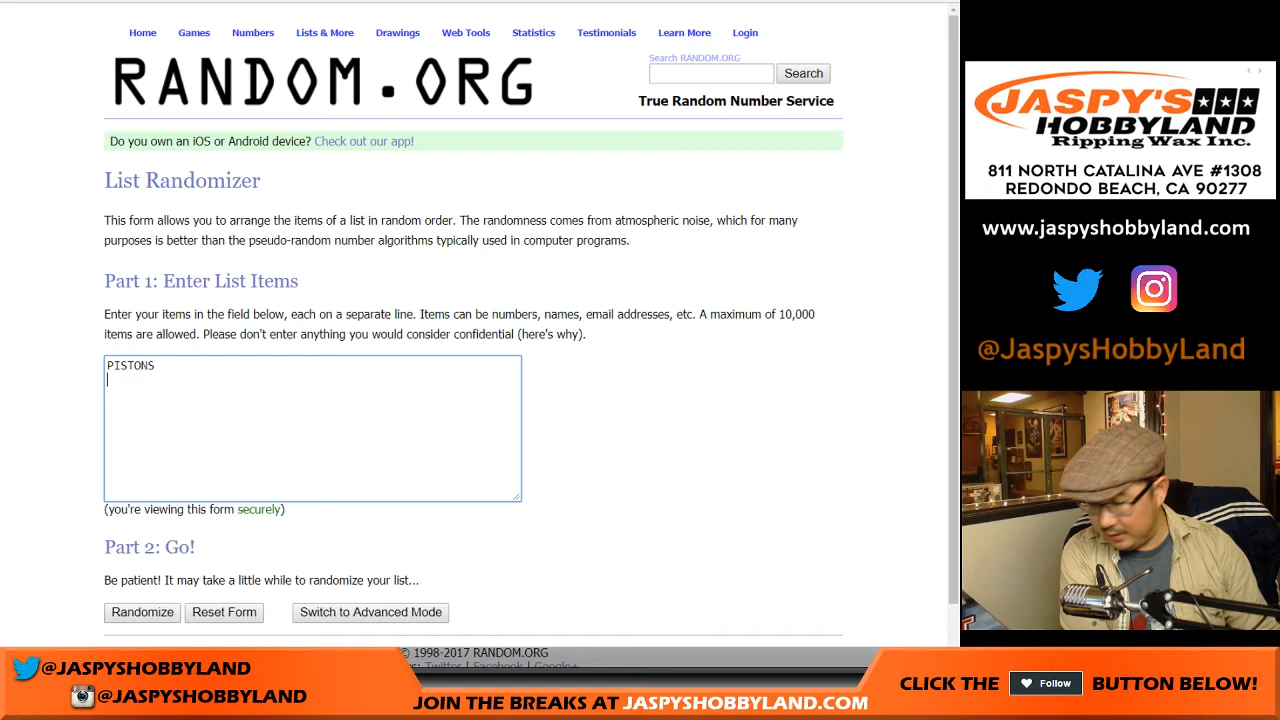 Home Games Numbers Lists & More Drawings Web Tools Statistics Testimonials Learn More Login
RANDOM.ORG
Search RANDOM.ORG
Search
True Random Number Service
Do you own an iOS or Android device? Check out our app!
List Randomizer
This form allows you to arrange the items of a list in random order. The randomness comes from atmospheric noise, which for many
purposes is better than the pseudo-random number algorithms typically used in computer programs.
Part 1: Enter List Items
Enter your items in the field below, each on a separate line. Items can be numbers, names, email addresses, etc. A maximum of 10,000
items are allowed. Please don't enter anything you would consider confidential (here's why).
PISTONS
(you're viewing this form securely)
Part 2: Go!
Be patient! It may take a little while to randomize your list...
Randomize Reset Form Switch to Advanced Mode
© 1998-2017 RANDOM.ORG
Twitter | Facebook | Google+
JASPY'S
HOBBYLAND
Ripping Wax Inc.
811 NORTH CATALINA AVE #1308
REDONDO BEACH, CA 90277
www.jaspyshobbyland.com
@JaspysHobbyLand
@JASPYSHOBBYLAND
@JASPYSHOBBYLAND
JOIN THE BREAKS AT JASPYSHOBBYLAND.COM
CLICK THE Follow BUTTON BELOW!